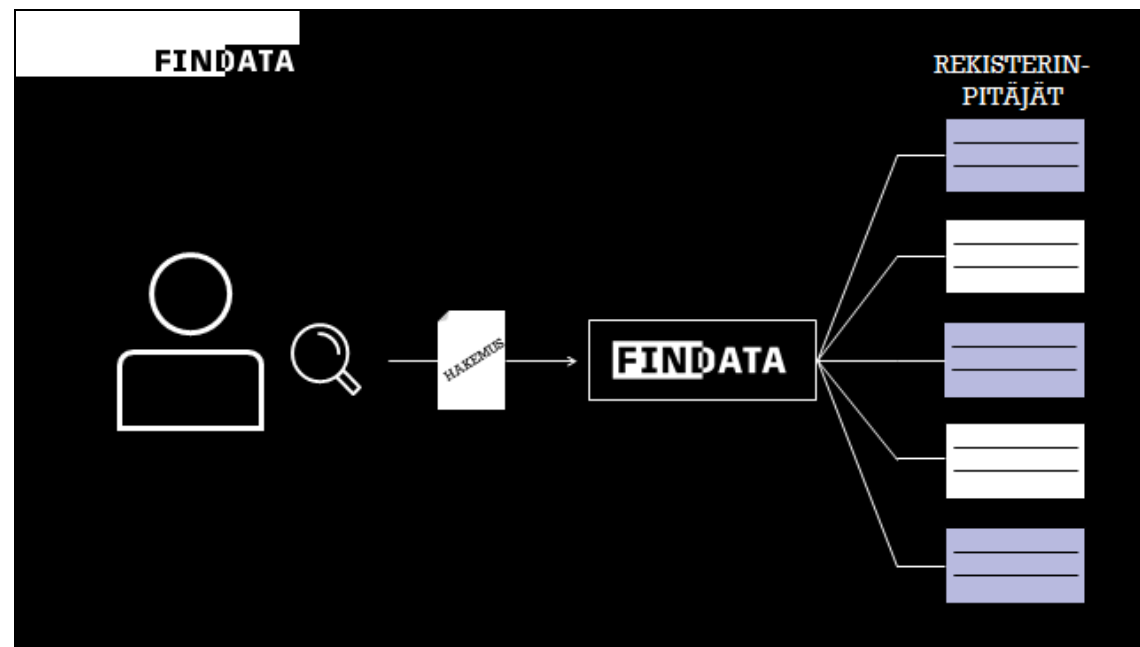 FINDATA
REKISTERIN-
PITÄJÄT
HAKEMUS
FINDATA